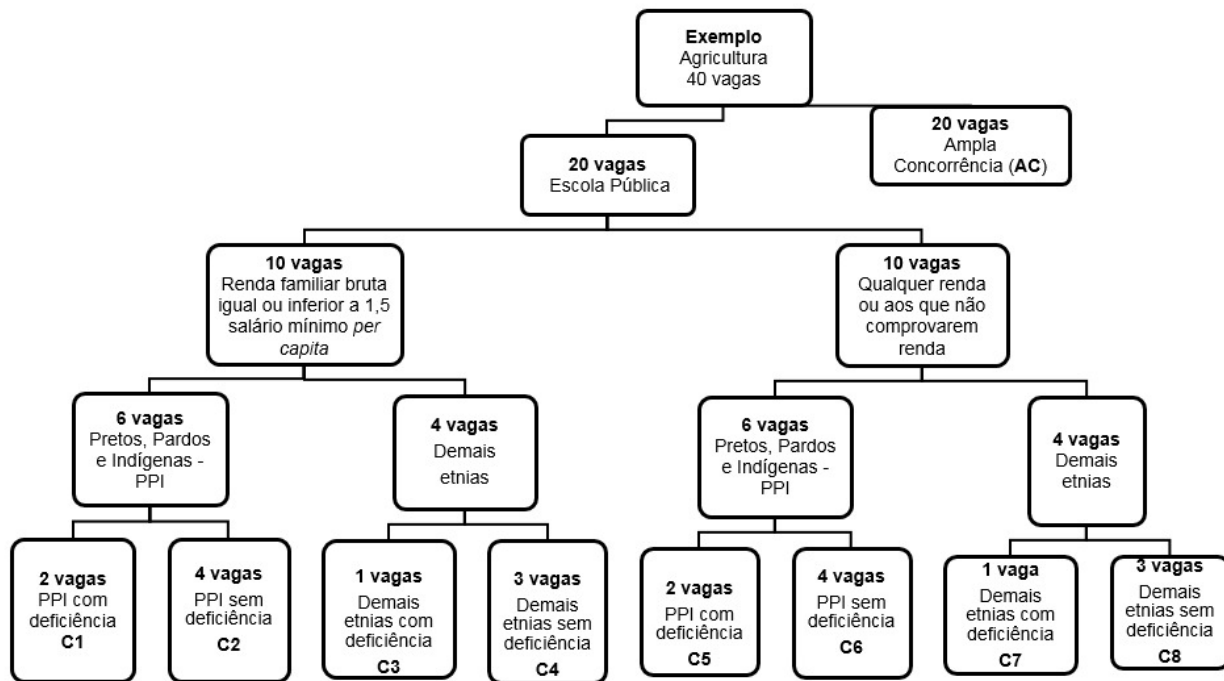 Exemplo
Agricultura
40 vagas
20 vagas
Ampla
Concorrência (AC)
20 vagas
Escola Pública
10 vagas
Renda familiar bruta
igual ou inferior a 1,5
salário mínimo per
capita
10 vagas
Qualquer renda
ou aos que não
comprovarem
renda
6 vagas
Pretos, Pardos
e Indígenas -
PPI
4 vagas
Demais
etnias
6 vagas
Pretos, Pardos
e Indígenas -
PPI
4 vagas
Demais
etnias
2 vagas
PPI com
deficiência
C1
4 vagas
PPI sem
deficiência
C2
1 vagas
Demais
etnias com
deficiência
C3
3 vagas
Demais
etnias sem
deficiência
C4
2 vagas
PPI com
deficiência
C5
4 vagas
PPI sem
deficiência
C6
1 vaga
Demais
etnias com
deficiência
C7
3 vagas
Demais
etnias sem
deficiência
C8